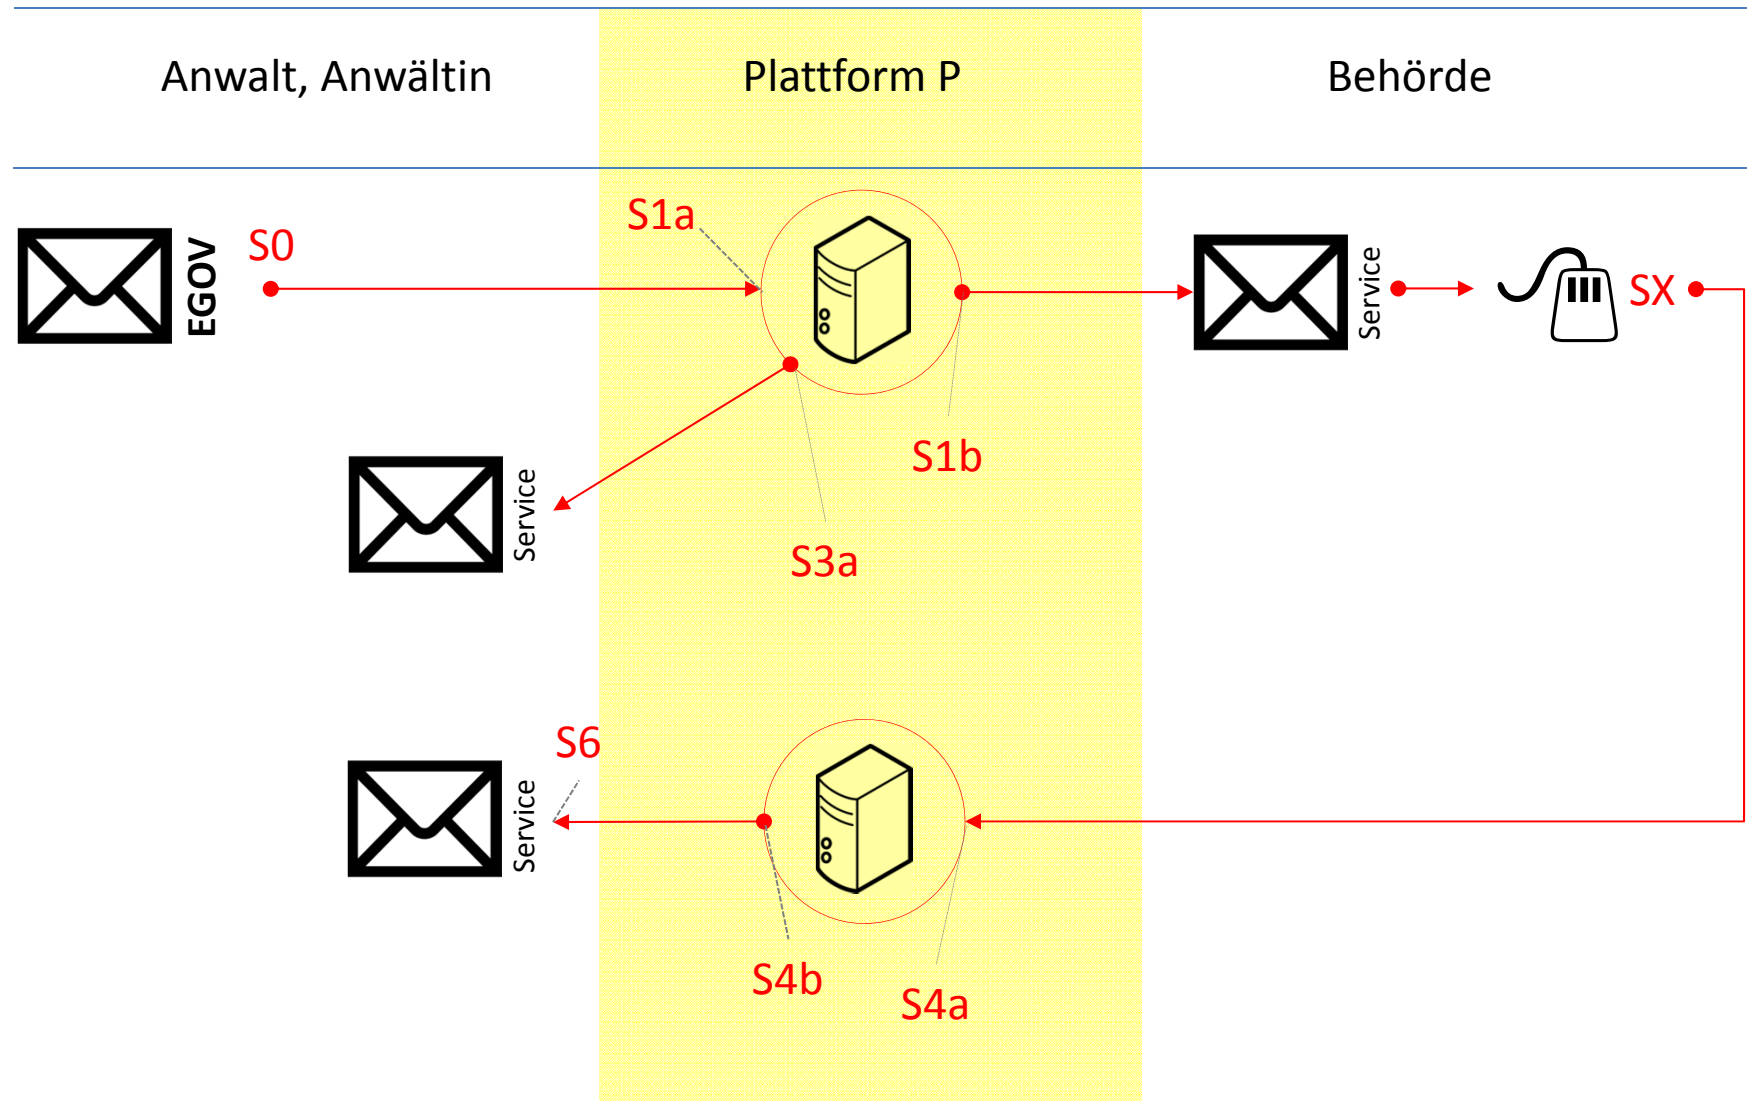 Anwalt, Anwältin
Plattform P
Behörde
EGOV
S0
S1a
Service
SX
S1b
Service
S3a
S6
Service
S4b
S4a